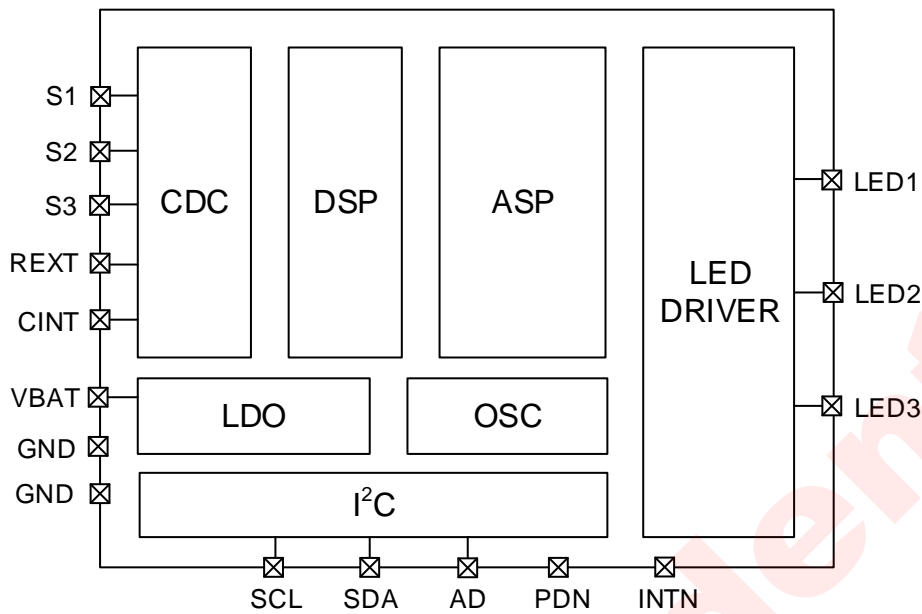 S1
S2
S3
REXT
CINT
VBAT
GND
GND
CDC
DSP
ASP
LED
DRIVER
LDO
OSC
I²C
LED1
LED2
LED3
SCL
SDA
AD
PDN
INTN